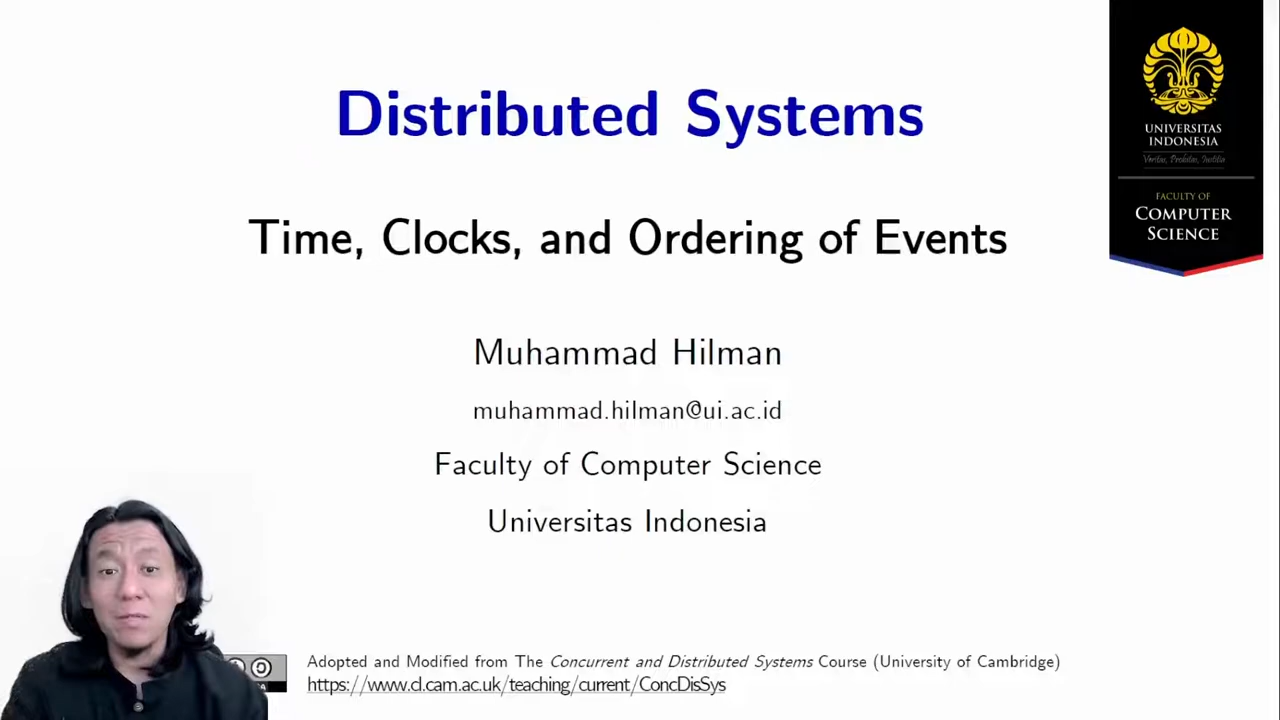 Distributed Systems
Time, Clocks, and Ordering of Events
Muhammad Hilman
muhammad.hilman@ui.ac.id
Faculty of Computer Science
Universitas Indonesia
UNIVERSITAS
INDONESIA
Veritas, Probitas, Iustitia
FACULTY OF
COMPUTER
SCIENCE
Adopted and Modified from The Concurrent and Distributed Systems Course (University of Cambridge)
https://www.cl.cam.ac.uk/teaching/current/ConcDisSys